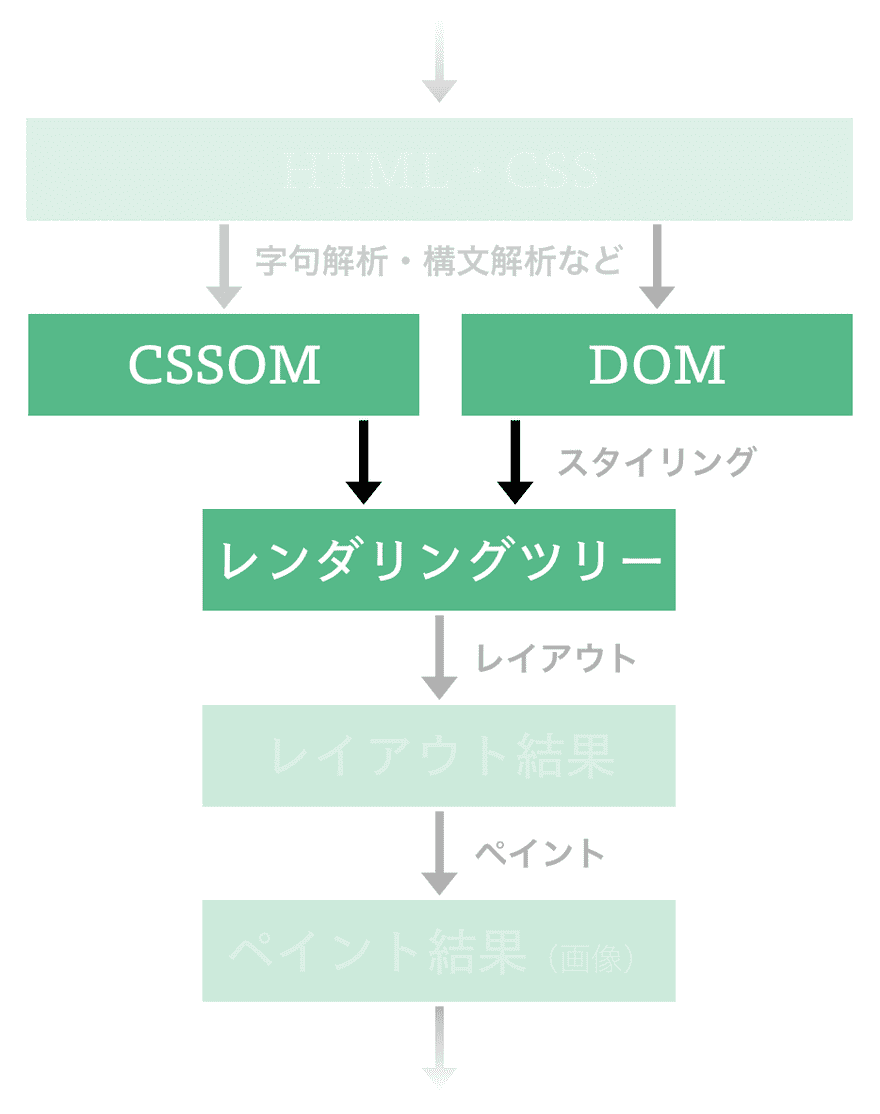 HTML・CSS
字句解析・構文解析など
CSSOM
DOM
スタイリング
レンダリングツリー
レイアウト
レイアウト結果
ペイント
ペイント結果（画像）